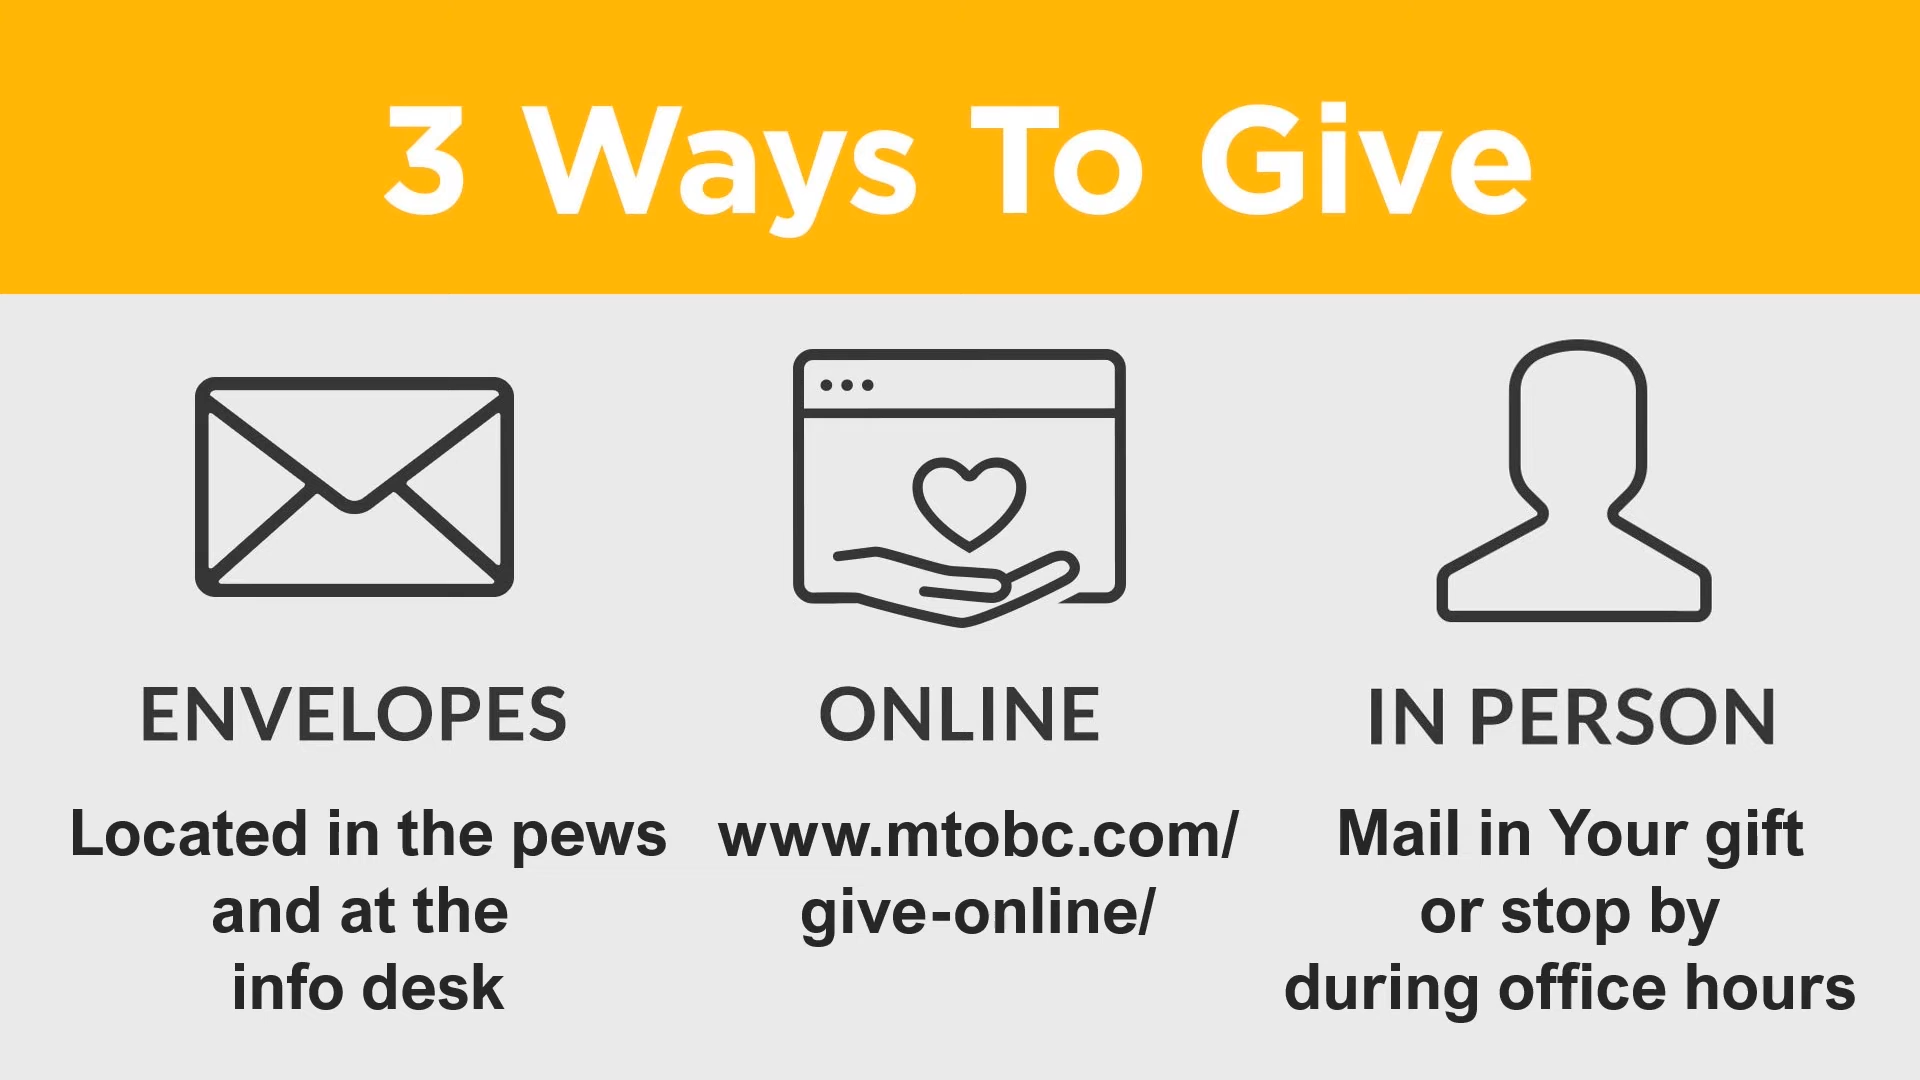 3 Ways To Give
ENVELOPES
Located in the pews
and at the
info desk
ONLINE
www.mtobc.com/
give-online/
IN PERSON
Mail in Your gift
or stop by
during office hours